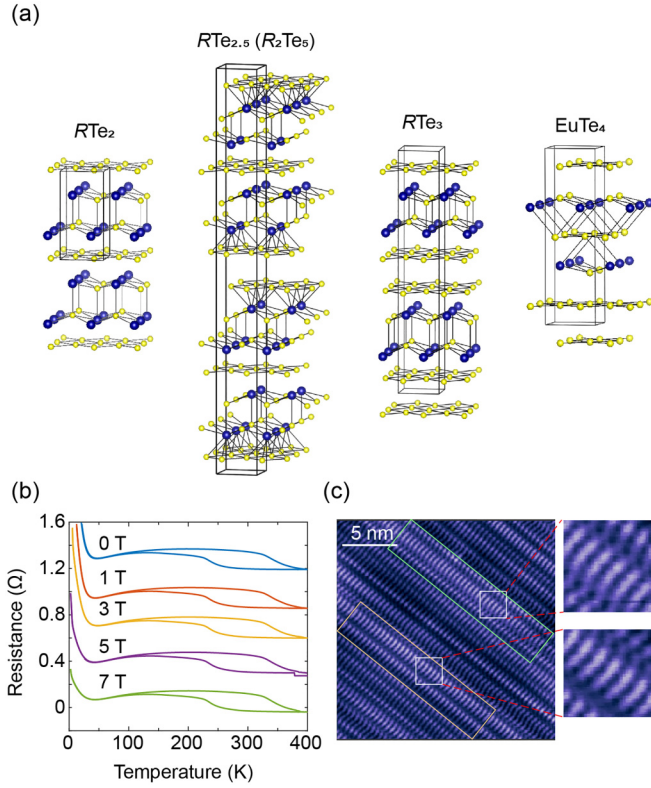 (a)
RTe₂.₅ (R₂Te₅)
RTe₂
RTe₃
EuTe₄
(b)
1.6
1.2
0.8
0.4
0
Resistance (Ω)
0 T
1 T
3 T
5 T
7 T
0
100
200
300
400
Temperature (K)
(c)
5 nm